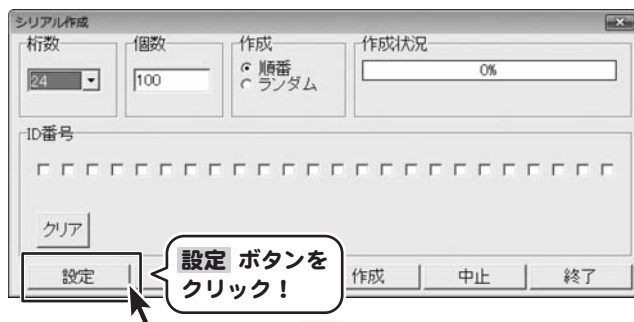 シリアル作成
桁数 個数 作成 作成状況
24 100 順番 0%
ランダム
ID番号
クリア
設定 ボタンを
クリック!
設定 作成 中止 終了